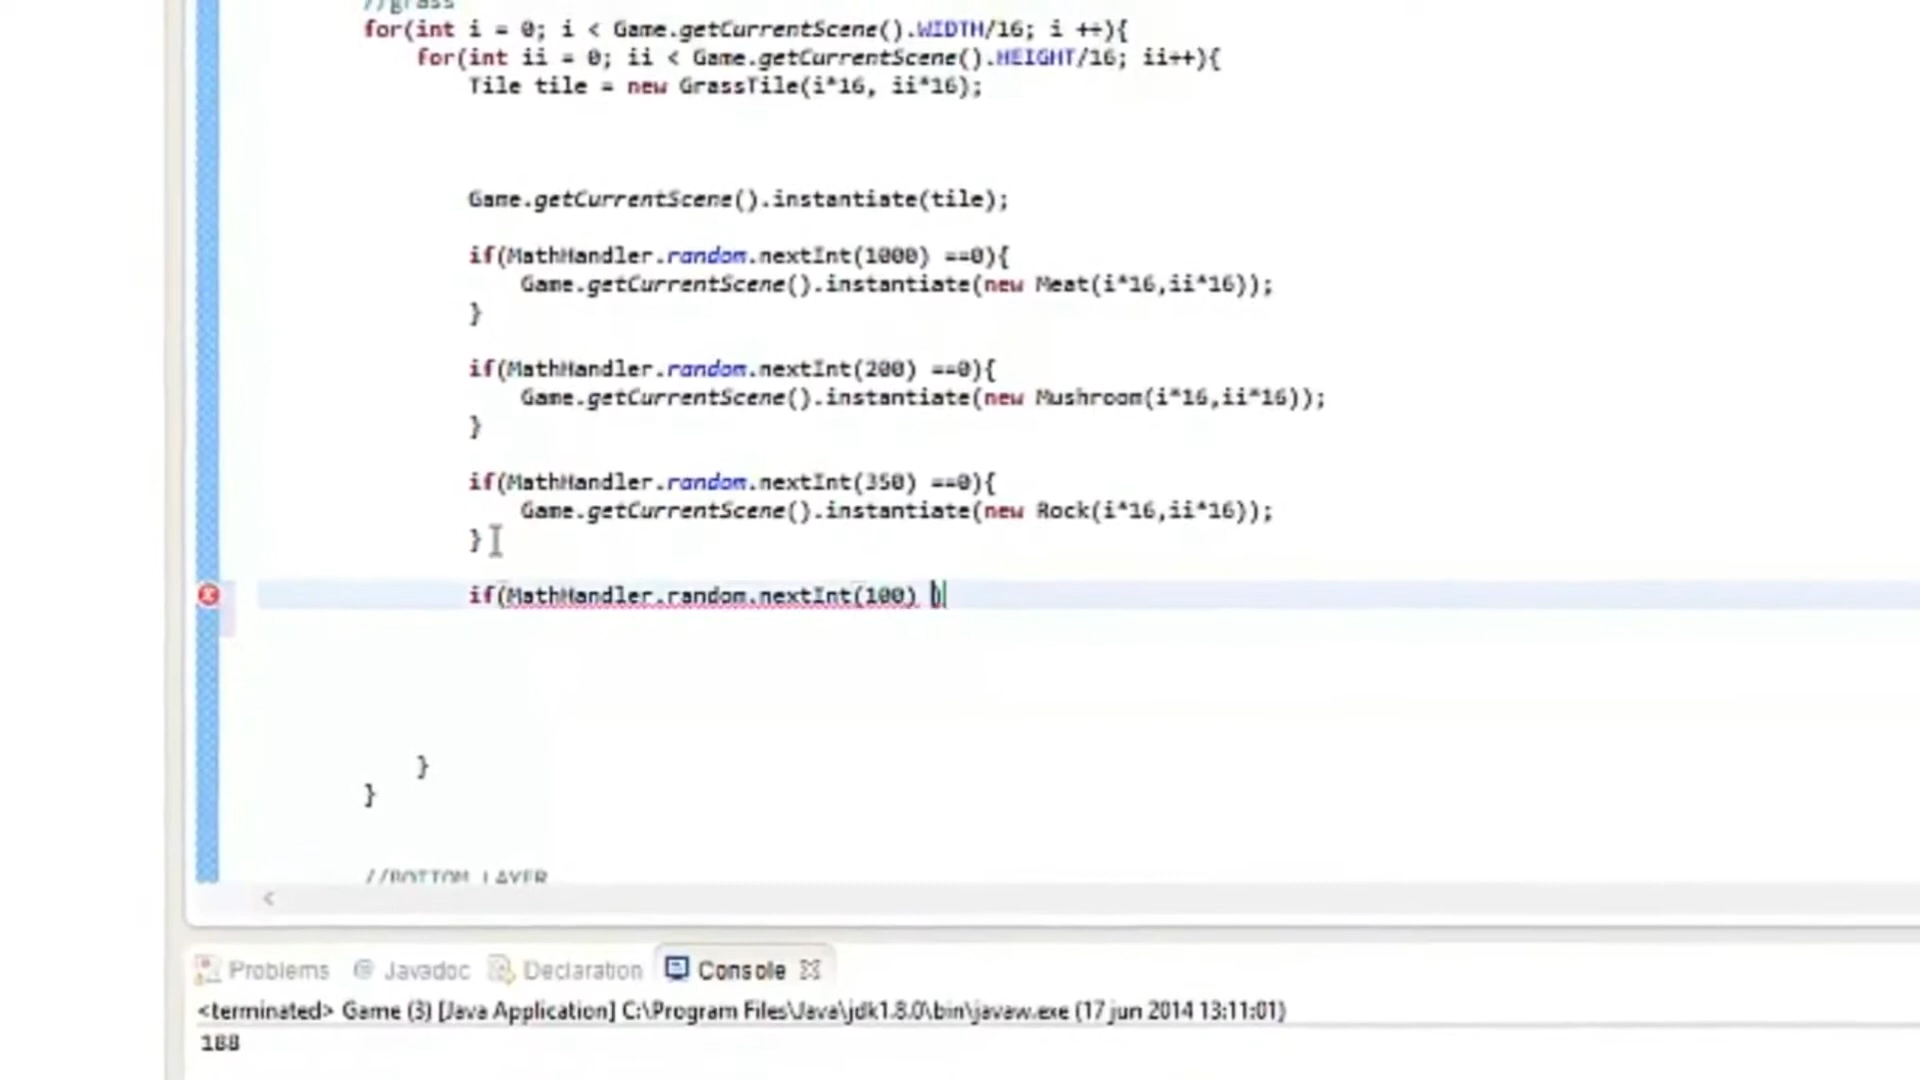 //grass
for(int i = 0; i < Game.getCurrentScene().WIDTH/16; i ++){
for(int ii = 0; ii < Game.getCurrentScene().HEIGHT/16; ii++){
Tile tile = new GrassTile(i*16, ii*16);
Game.getCurrentScene().instantiate(tile);
if(MathHandler.random.nextInt(1000) ==0){
Game.getCurrentScene().instantiate(new Meat(i*16,ii*16));
}
if(MathHandler.random.nextInt(200) ==0){
Game.getCurrentScene().instantiate(new Mushroom(i*16,ii*16));
}
if(MathHandler.random.nextInt(350) ==0){
Game.getCurrentScene().instantiate(new Rock(i*16,ii*16));
}
if(MathHandler.random.nextInt(100) )
}
}
//BOTTOM LAYER
<
Problems @ Javadoc Declaration Console
<terminated> Game (3) [Java Application] C:\Program Files\Java\jdk1.8.0\bin\javaw.exe (17 jun 2014 13:11:01)
188